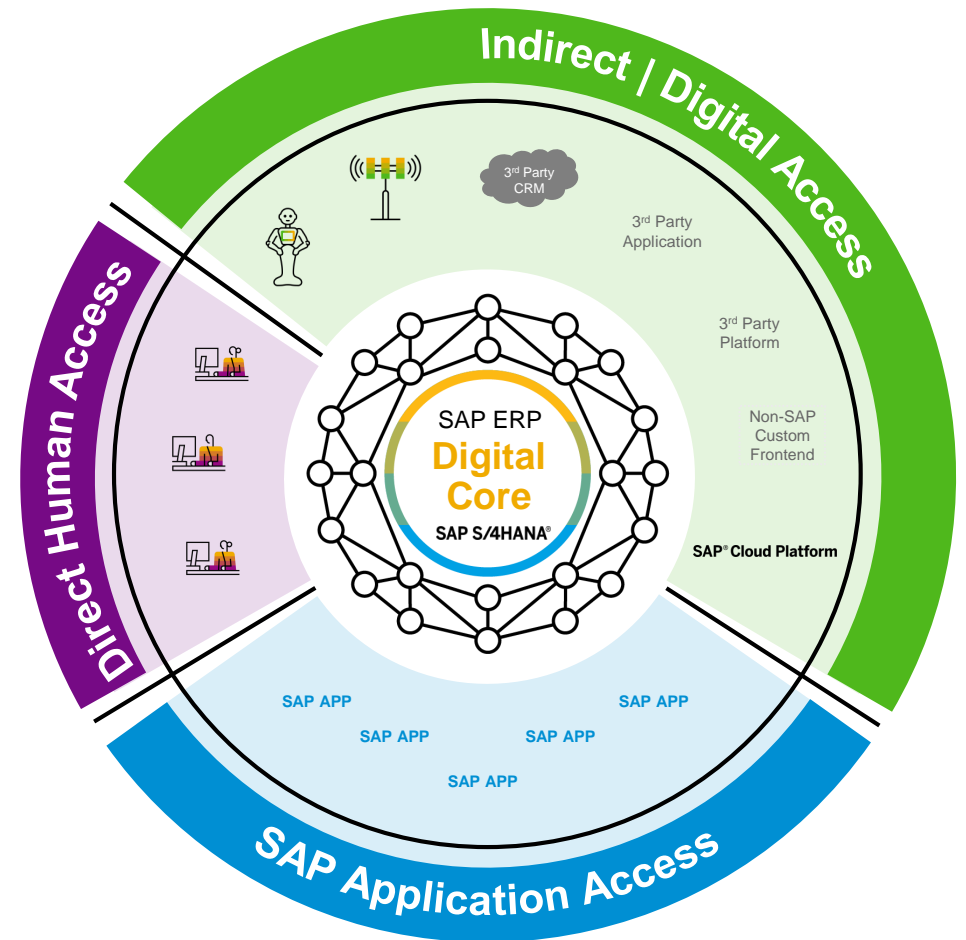 Indirect | Digital Access
3rd Party
CRM
3rd Party
Application
3rd Party
Platform
Non-SAP
Custom
Frontend
SAP® Cloud Platform
Direct Human Access
SAP ERP
Digital
Core
SAP S/4HANA®
SAP APP
SAP APP
SAP APP
SAP APP
SAP APP
SAP Application Access